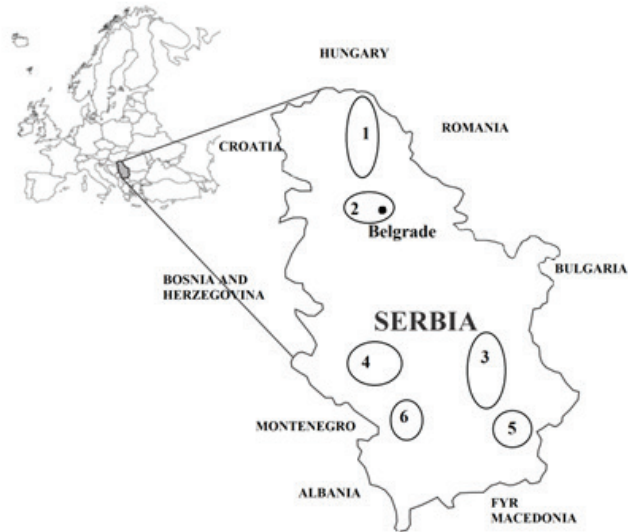 HUNGARY
1
ROMANIA
CROATIA
2
Belgrade
BULGARIA
BOSNIA AND
HERZEGOVINA
SERBIA
3
4
6
5
MONTENEGRO
ALBANIA
FYR
MACEDONIA